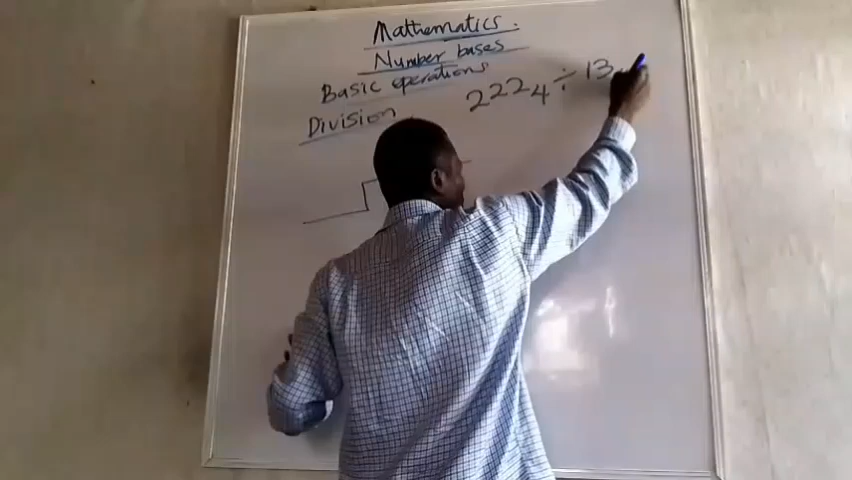 Mathematics.
Number bases
Basic operations
Division
2224 ÷ 13